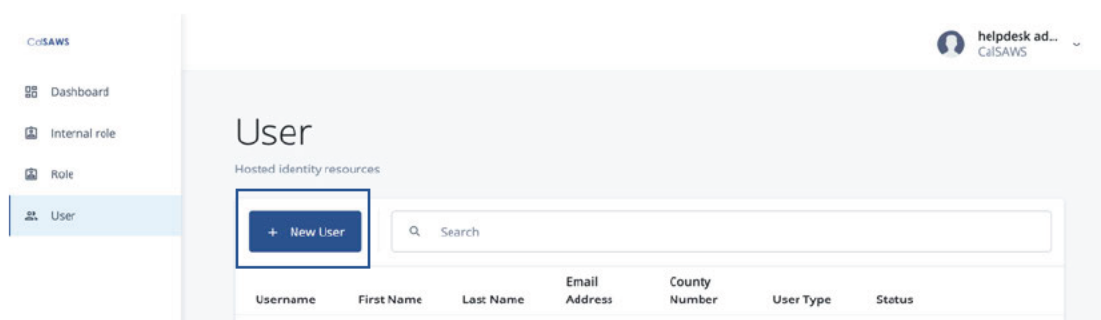 CalSAWS
helpdesk ad...
CalSAWS
Dashboard
Internal role
Role
User
User
Hosted identity resources
+ New User
Search
Username First Name Last Name Email Address County Number User Type Status